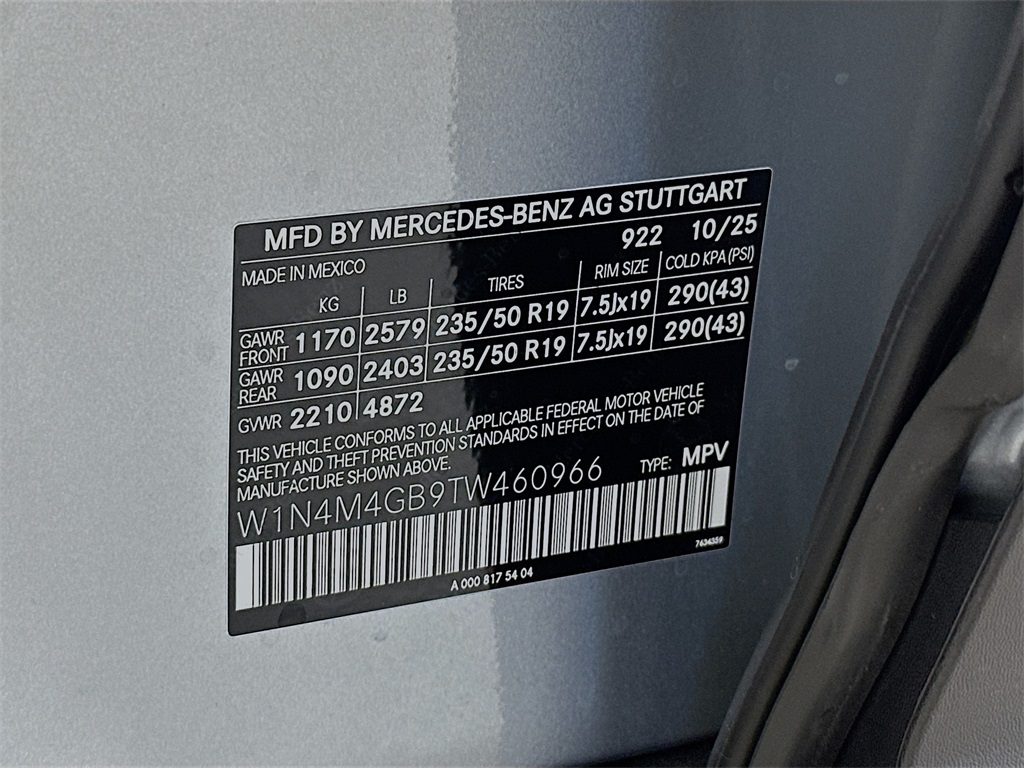 MFD BY MERCEDES-BENZ AG STUTTGART
922 10/25
MADE IN MEXICO
KG LB TIRES RIM SIZE COLD KPA (PSI)
GAWR FRONT 1170 2579 235/50 R19 7.5Jx19 290(43)
GAWR REAR 1090 2403 235/50 R19 7.5Jx19 290(43)
GVWR 2210 4872
THIS VEHICLE CONFORMS TO ALL APPLICABLE FEDERAL MOTOR VEHICLE
SAFETY AND THEFT PREVENTION STANDARDS IN EFFECT ON THE DATE OF
MANUFACTURE SHOWN ABOVE.
W1N4M4GB9TW460966 TYPE: MPV
A 000 817 54 04
7634359